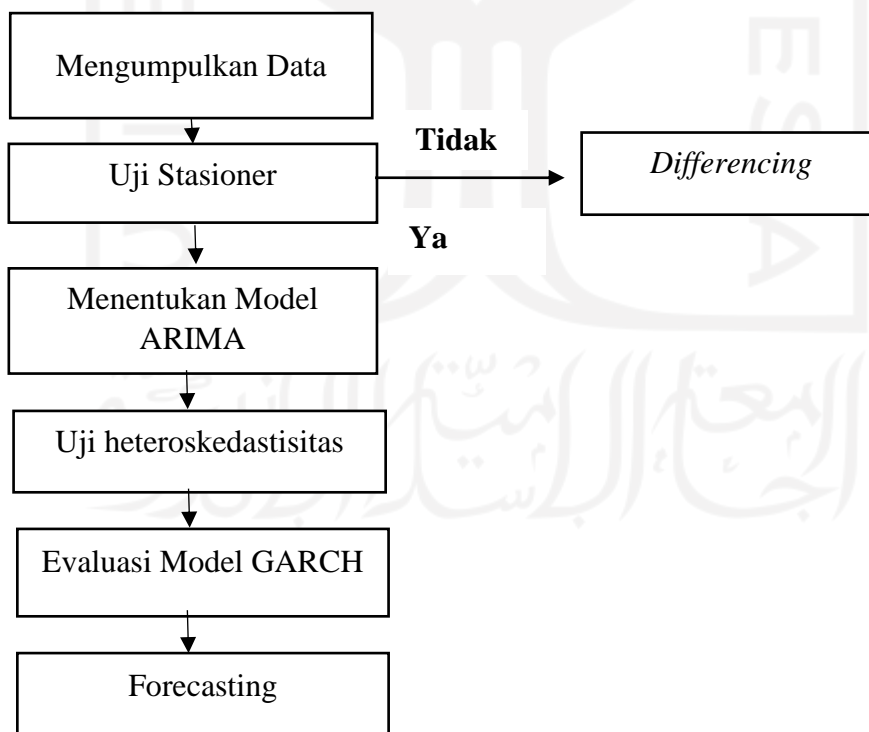 Mengumpulkan Data
Tidak
Uji Stasioner
Differencing
Ya
Menentukan Model
ARIMA
Uji heteroskedastisitas
Evaluasi Model GARCH
Forecasting